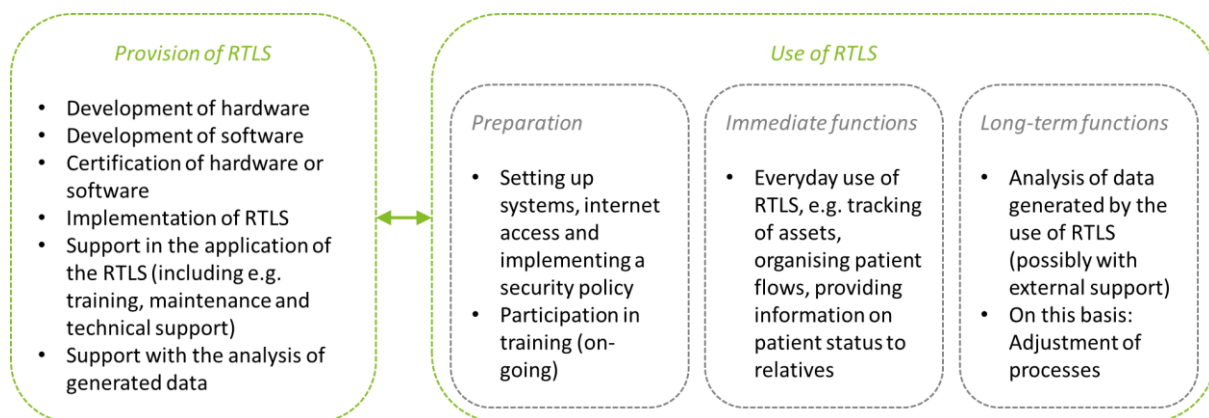 Provision of RTLS
• Development of hardware
• Development of software
• Certification of hardware or
software
• Implementation of RTLS
• Support in the application of
the RTLS (including e.g.
training, maintenance and
technical support)
• Support with the analysis of
generated data
Use of RTLS
Preparation
• Setting up
systems, internet
access and
implementing a
security policy
• Participation in
training (on-
going)
Immediate functions
• Everyday use of
RTLS, e.g. tracking
of assets,
organising patient
flows, providing
information on
patient status to
relatives
Long-term functions
• Analysis of data
generated by the
use of RTLS
(possibly with
external support)
• On this basis:
Adjustment of
processes